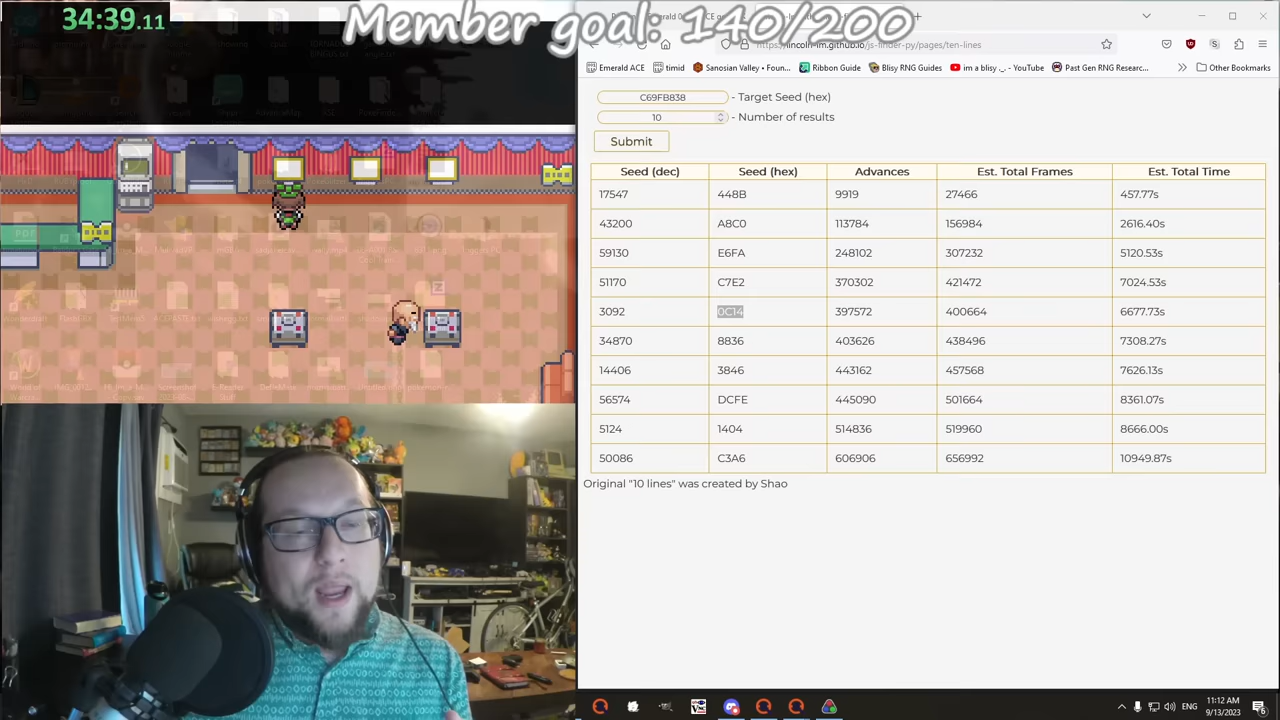 34:39.11
Member goal: 140/200
https://lincoln-lm.github.io/js-finder-py/pages/ten-lines
Emerald ACE
timid
Sanosian Valley • Foun...
Ribbon Guide
Blisy RNG Guides
im a blisy ._. - YouTube
Past Gen RNG Researc...
Other Bookmarks
C69FB838 - Target Seed (hex)
10 - Number of results
Submit
Seed (dec) Seed (hex) Advances Est. Total Frames Est. Total Time
17547 448B 9919 27466 457.77s
43200 A8C0 113784 156984 2616.40s
59130 E6FA 248102 307232 5120.53s
51170 C7E2 370302 421472 7024.53s
3092 0C14 397572 400664 6677.73s
34870 8836 403626 438496 7308.27s
14406 3846 443162 457568 7626.13s
56574 DCFE 445090 501664 8361.07s
5124 1404 514836 519960 8666.00s
50086 C3A6 606906 656992 10949.87s
Original "10 lines" was created by Shao
ENG
11:12 AM
9/13/2023